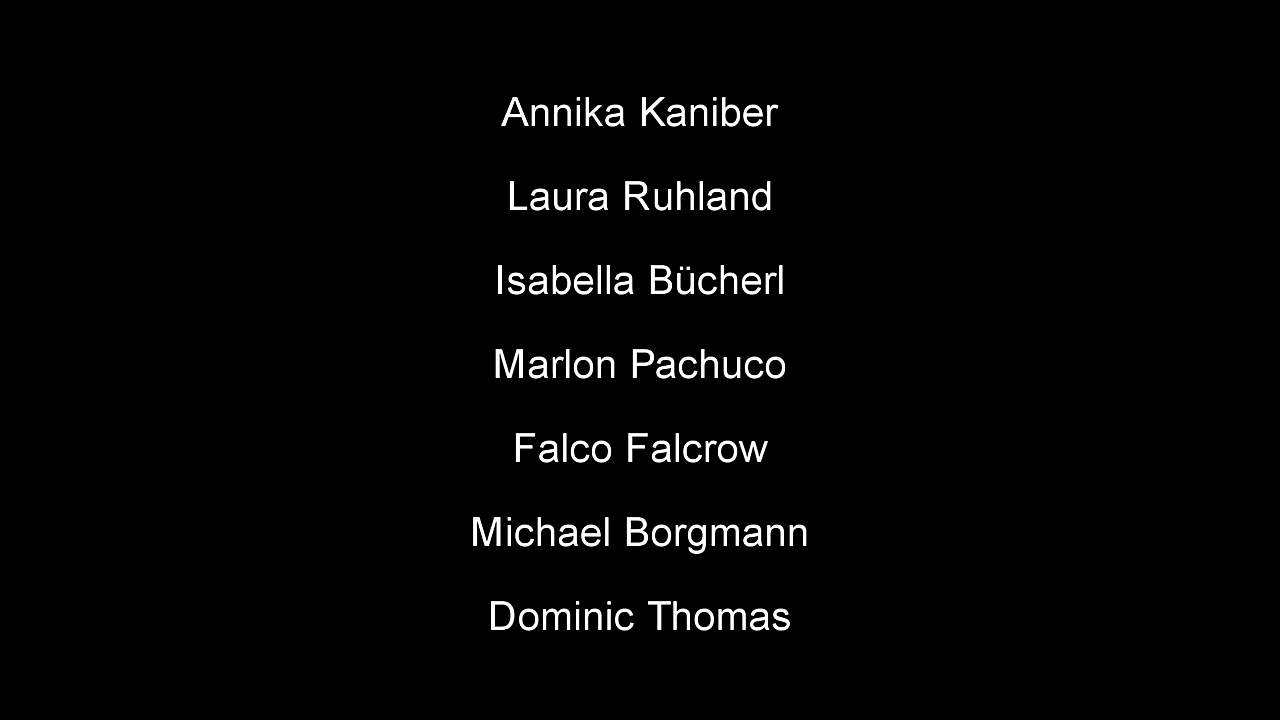 Annika Kaniber
Laura Ruhland
Isabella Bücherl
Marlon Pachuco
Falco Falcrow
Michael Borgmann
Dominic Thomas